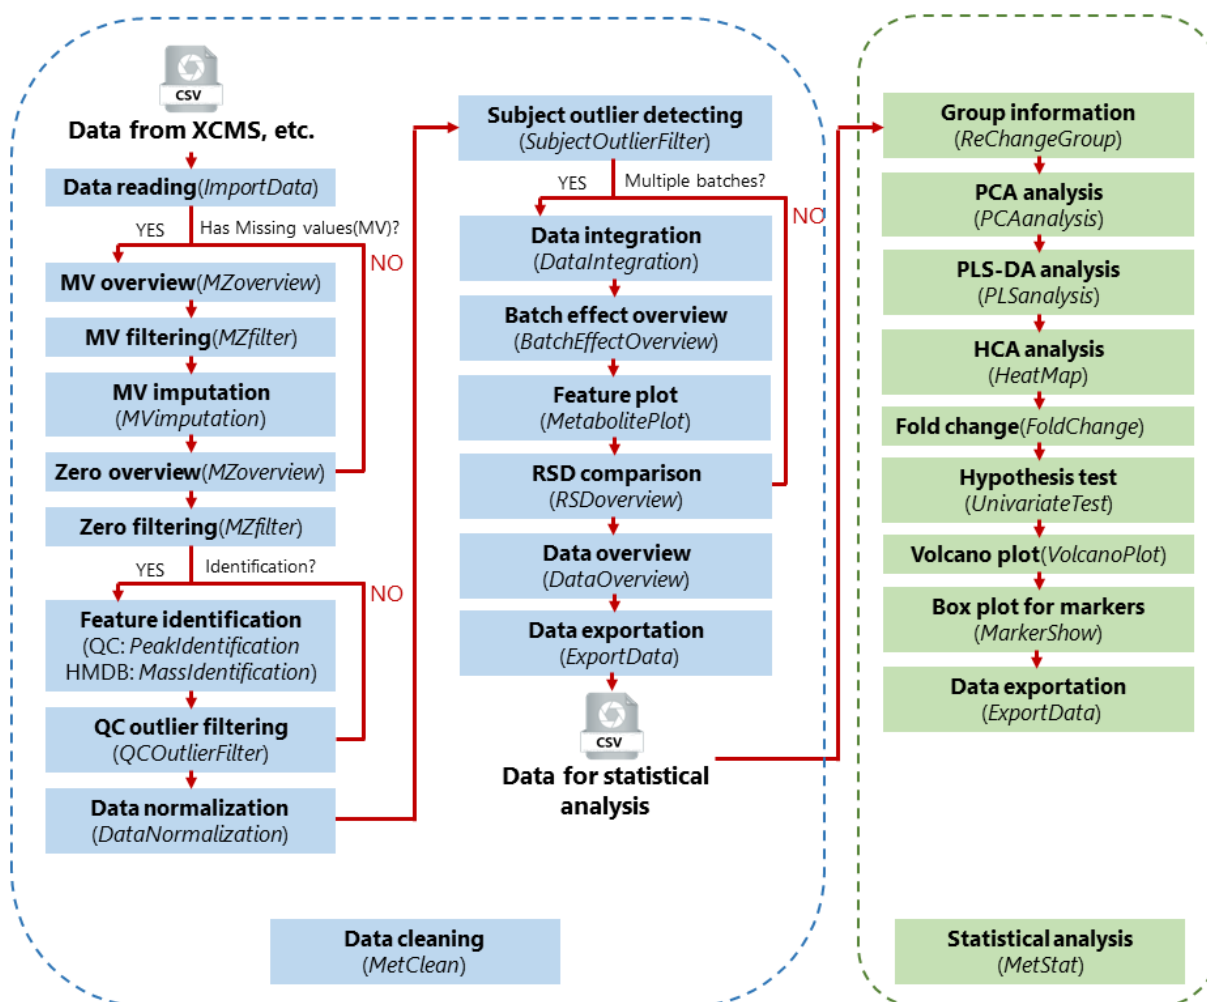 CSV
Data from XCMS, etc.
Data reading(ImportData)
YES
Has Missing values(MV)?
NO
MV overview(MZoverview)
MV filtering(MZfilter)
MV imputation
(MVimputation)
Zero overview(MZoverview)
Zero filtering(MZfilter)
YES
Identification?
NO
Feature identification
(QC: PeakIdentification
HMDB: MassIdentification)
QC outlier filtering
(QCOutlierFilter)
Data normalization
(DataNormalization)
Subject outlier detecting
(SubjectOutlierFilter)
YES
Multiple batches?
NO
Data integration
(DataIntegration)
Batch effect overview
(BatchEffectOverview)
Feature plot
(MetabolitePlot)
RSD comparison
(RSDoverview)
Data overview
(DataOverview)
Data exportation
(ExportData)
CSV
Data for statistical
analysis
Data cleaning
(MetClean)
Group information
(ReChangeGroup)
PCA analysis
(PCAanalysis)
PLS-DA analysis
(PLSanalysis)
HCA analysis
(HeatMap)
Fold change(FoldChange)
Hypothesis test
(UnivariateTest)
Volcano plot(VolcanoPlot)
Box plot for markers
(MarkerShow)
Data exportation
(ExportData)
Statistical analysis
(MetStat)